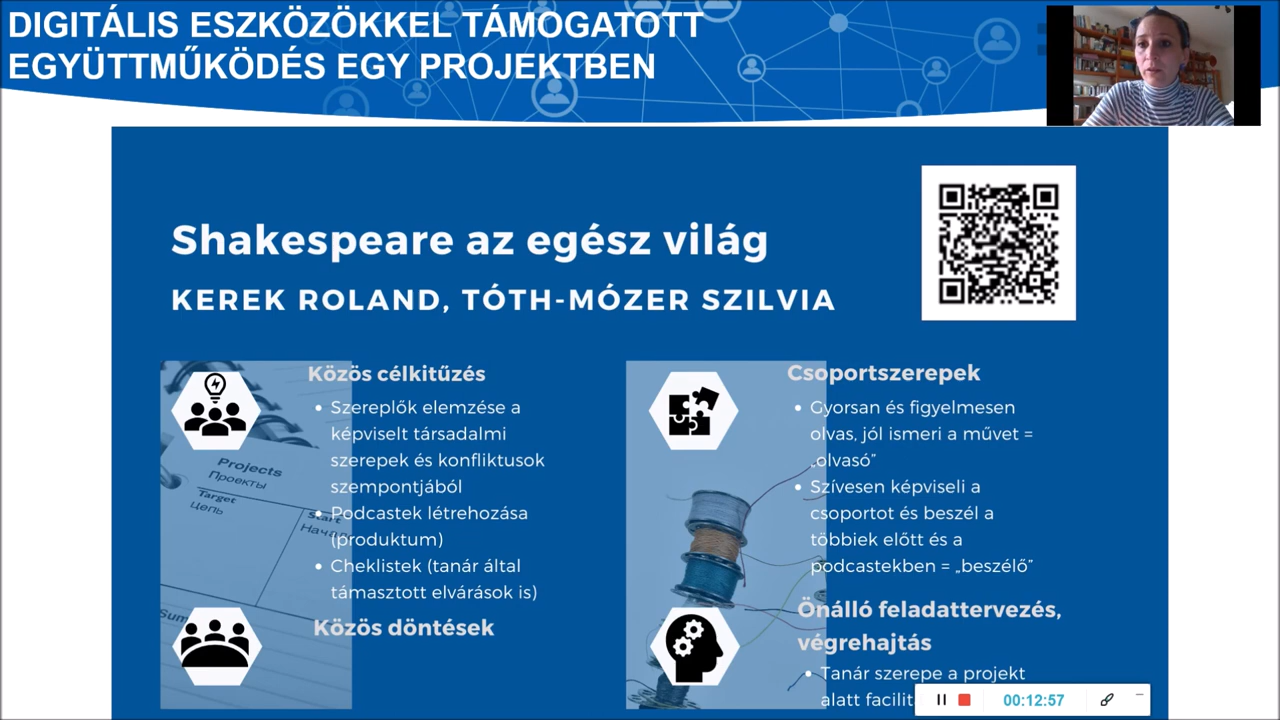 DIGITÁLIS ESZKÖZÖKKEL TÁMOGATOTT
EGYÜTTMŰKÖDÉS EGY PROJEKTBEN
Shakespeare az egész világ
KEREK ROLAND, TÓTH-MÓZER SZILVIA
Közös célkitűzés
• Szereplők elemzése a
képviselt társadalmi
szerepek és konfliktusok
szempontjából
• Podcastek létrehozása
(produktum)
• Cheklistek (tanár által
támasztott elvárások is)
Közös döntések
Projects
Проекты
Target
Цель
Start
Csoportszerepek
• Gyorsan és figyelmesen
olvas, jól ismeri a művet =
„olvasó”
• Szívesen képviseli a
csoportot és beszél a
többiek előtt és a
podcastekben = „beszélő”
Önálló feladattervezés,
végrehajtás
• Tanár szerepe a projekt
alatt facilit
00:12:57